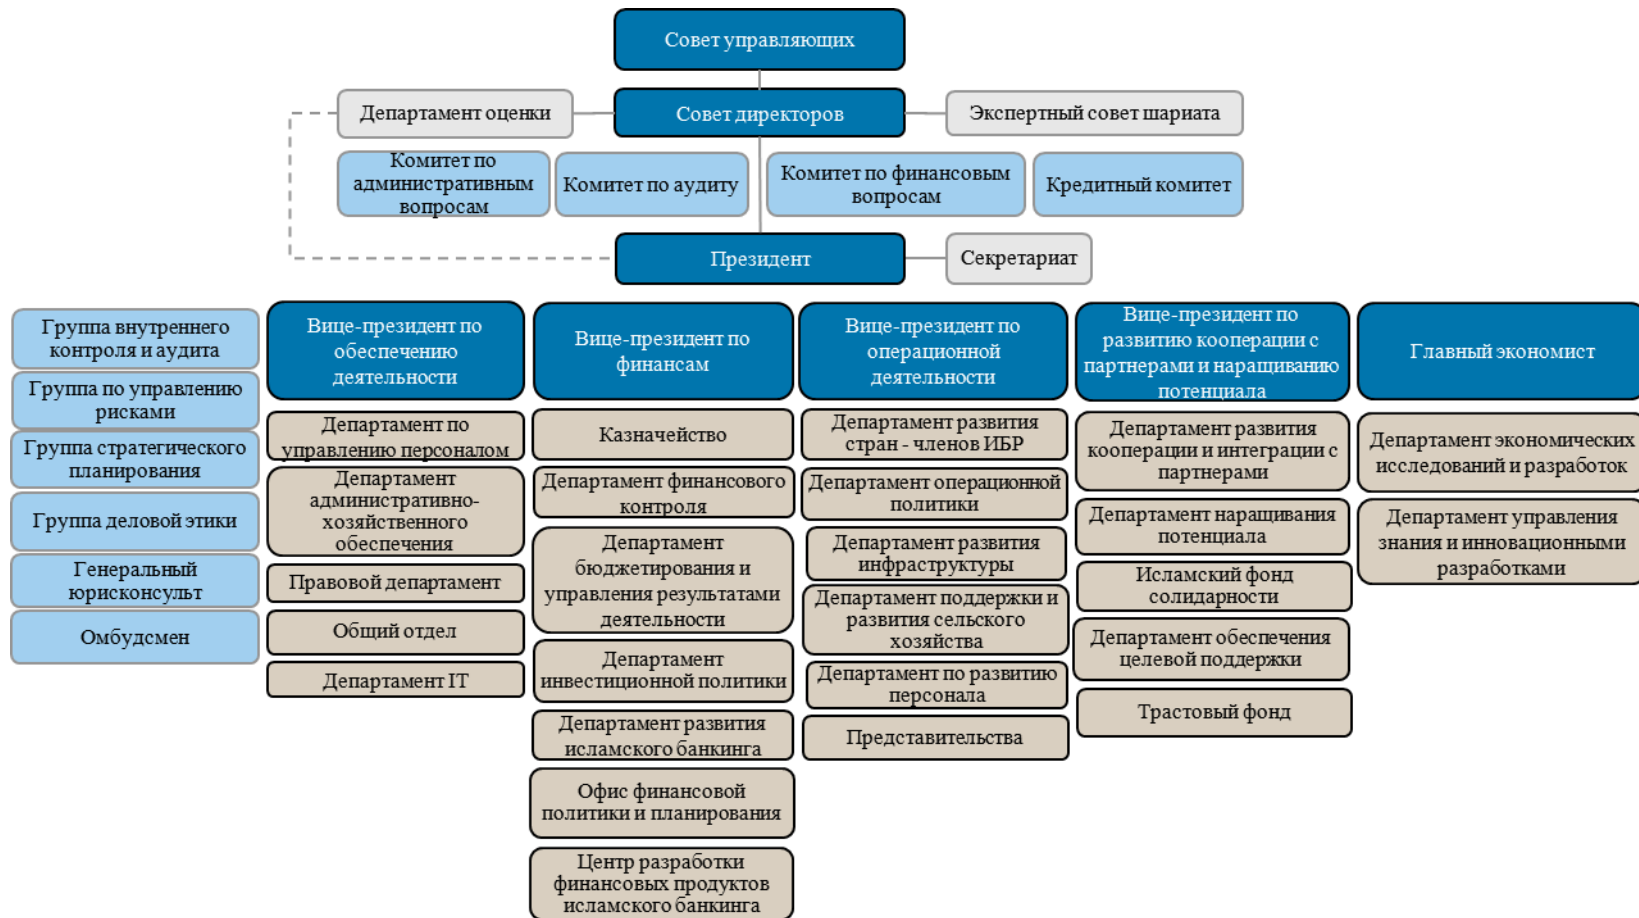 Совет управляющих
Департамент оценки
Совет директоров
Экспертный совет шариата
Комитет по
административным
вопросам
Комитет по аудиту
Комитет по финансовым
вопросам
Кредитный комитет
Президент
Секретариат
Группа внутреннего
контроля и аудита
Группа по управлению
рисками
Группа стратегического
планирования
Группа деловой этики
Генеральный
юрисконсульт
Омбудсмен
Вице-президент по
обеспечению
деятельности
Департамент по
управлению персоналом
Департамент
административно-
хозяйственного
обеспечения
Правовой департамент
Общий отдел
Департамент IT
Вице-президент по
финансам
Казначейство
Департамент финансового
контроля
Департамент
бюджетирования и
управления результатами
деятельности
Департамент
инвестиционной политики
Департамент развития
исламского банкинга
Офис финансовой
политики и планирования
Центр разработки
финансовых продуктов
исламского банкинга
Вице-президент по
операционной
деятельности
Департамент развития
стран - членов ИБР
Департамент операционной
политики
Департамент развития
инфраструктуры
Департамент поддержки и
развития сельского
хозяйства
Департамент по развитию
персонала
Представительства
Вице-президент по
развитию кооперации с
партнерами и наращиванию
потенциала
Департамент развития
кооперации и интеграции с
партнерами
Департамент наращивания
потенциала
Исламский фонд
солидарности
Департамент обеспечения
целевой поддержки
Трастовый фонд
Главный экономист
Департамент экономических
исследований и разработок
Департамент управления
знания и инновационными
разработками